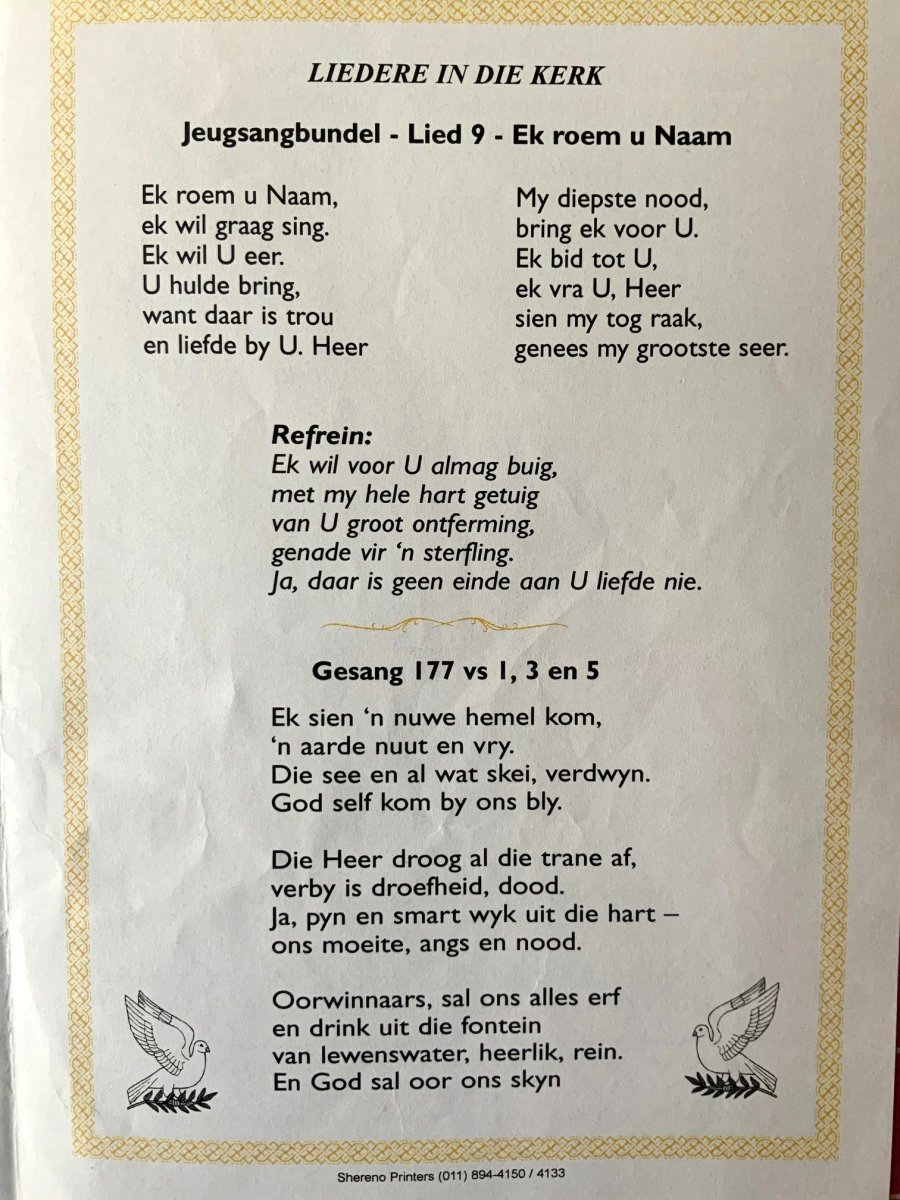 LIEDERE IN DIE KERK
Jeugsangbundel - Lied 9 - Ek roem u Naam
Ek roem u Naam,
ek wil graag sing.
Ek wil U eer.
U hulde bring,
want daar is trou
en liefde by U. Heer
My diepste nood,
bring ek voor U.
Ek bid tot U,
ek vra U, Heer
sien my tog raak,
genees my grootste seer.
Refrein:
Ek wil voor U almag buig,
met my hele hart getuig
van U groot ontferming,
genade vir ‘n sterfling.
Ja, daar is geen einde aan U liefde nie.
Gesang 177 vs 1, 3 en 5
Ek sien ‘n nuwe hemel kom,
‘n aarde nuut en vry.
Die see en al wat skei, verdwyn.
God self kom by ons bly.
Die Heer droog al die trane af,
verby is droefheid, dood.
Ja, pyn en smart wyk uit die hart –
ons moeite, angs en nood.
Oorwinnaars, sal ons alles erf
en drink uit die fontein
van lewenswater, heerlik, rein.
En God sal oor ons skyn
Shereno Printers (011) 894-4150 / 4133